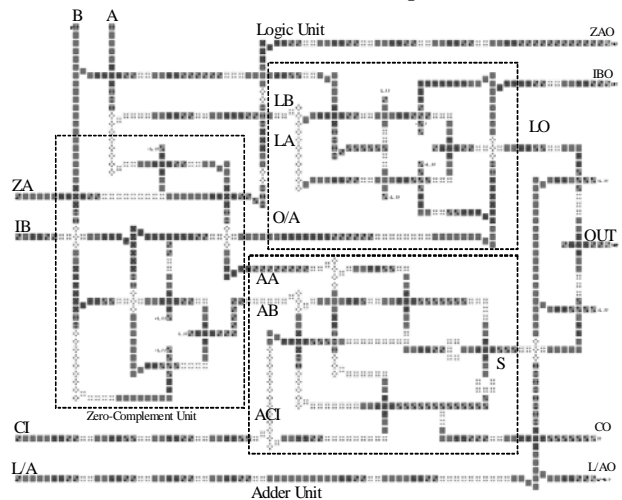 B A
Logic Unit
ZAO
IBO
LB
LO
LA
ZA
O/A
IB
OUT
AA
AB
S
ACI
Zero-Complement Unit
CI
CO
L/A
L/AO
Adder Unit